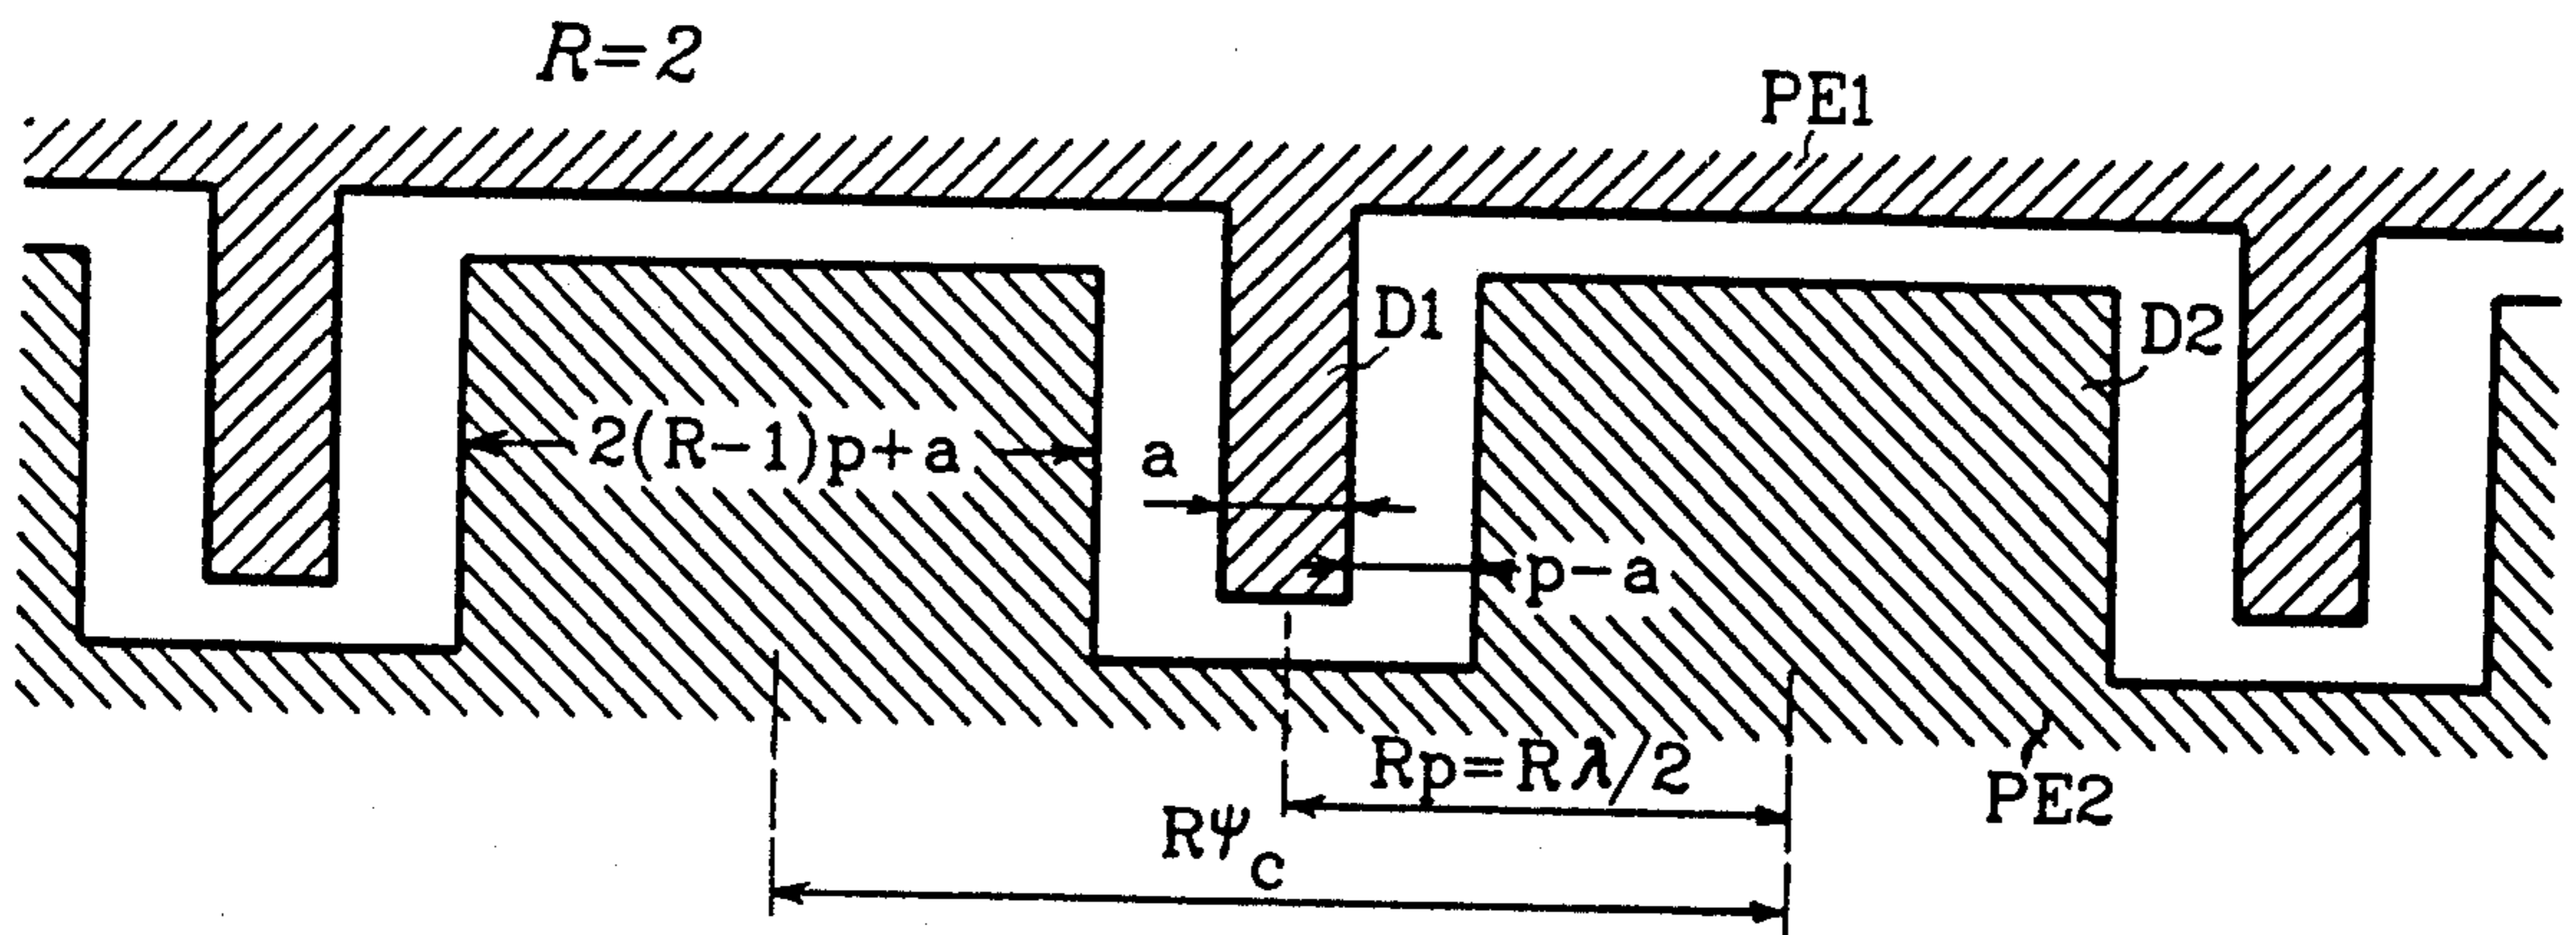 R=2
PE1
D1
D2
2(R-1)p+a
a
p-a
Rp=Rλ/2
PE2
Rψc